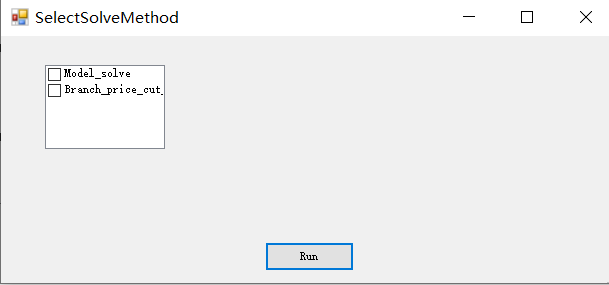 SelectSolveMethod
Model_solve
Branch_price_cut_
Run